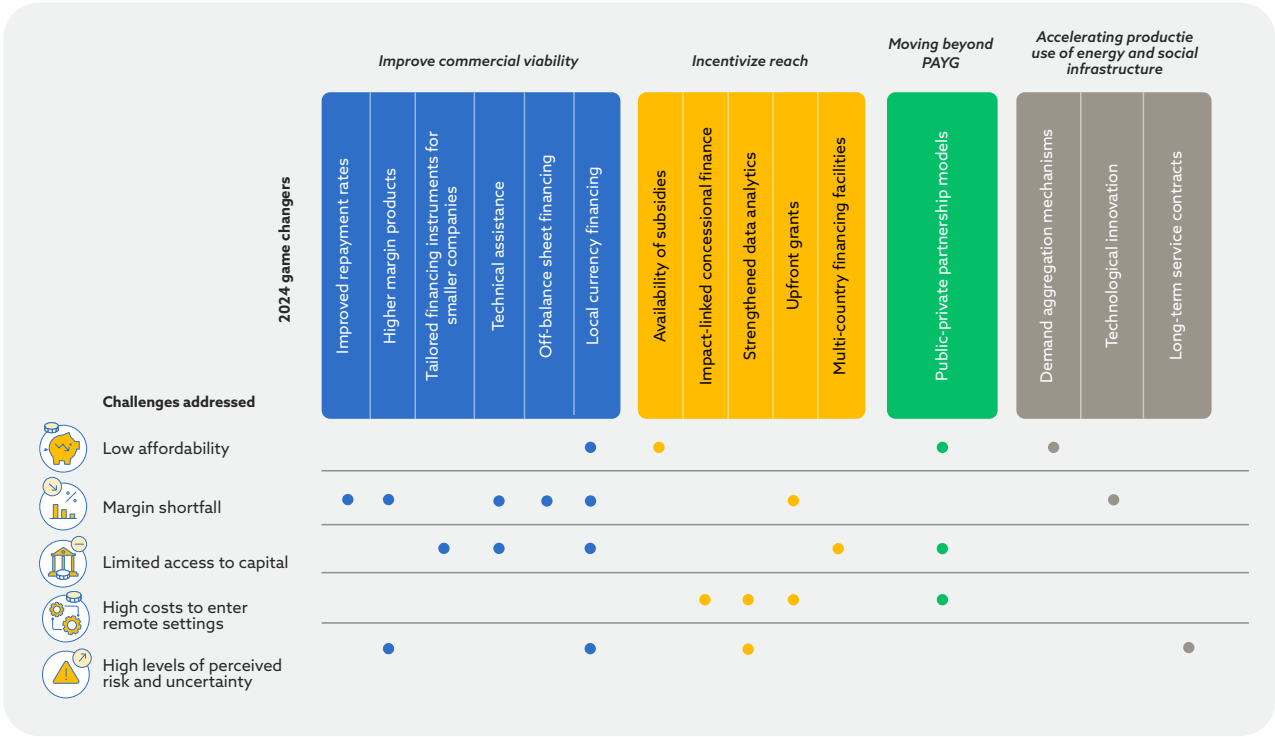 Improve commercial viability
Incentivize reach
Moving beyond
PAYG
Accelerating productie
use of energy and social
infrastructure
2024 game changers
Improved repayment rates
Higher margin products
Tailored financing instruments for
smaller companies
Technical assistance
Off-balance sheet financing
Local currency financing
Availability of subsidies
Impact-linked concessional finance
Strengthened data analytics
Upfront grants
Multi-country financing facilities
Public-private partnership models
Demand aggregation mechanisms
Technological innovation
Long-term service contracts
Challenges addressed
Low affordability
Margin shortfall
Limited access to capital
High costs to enter
remote settings
High levels of perceived
risk and uncertainty